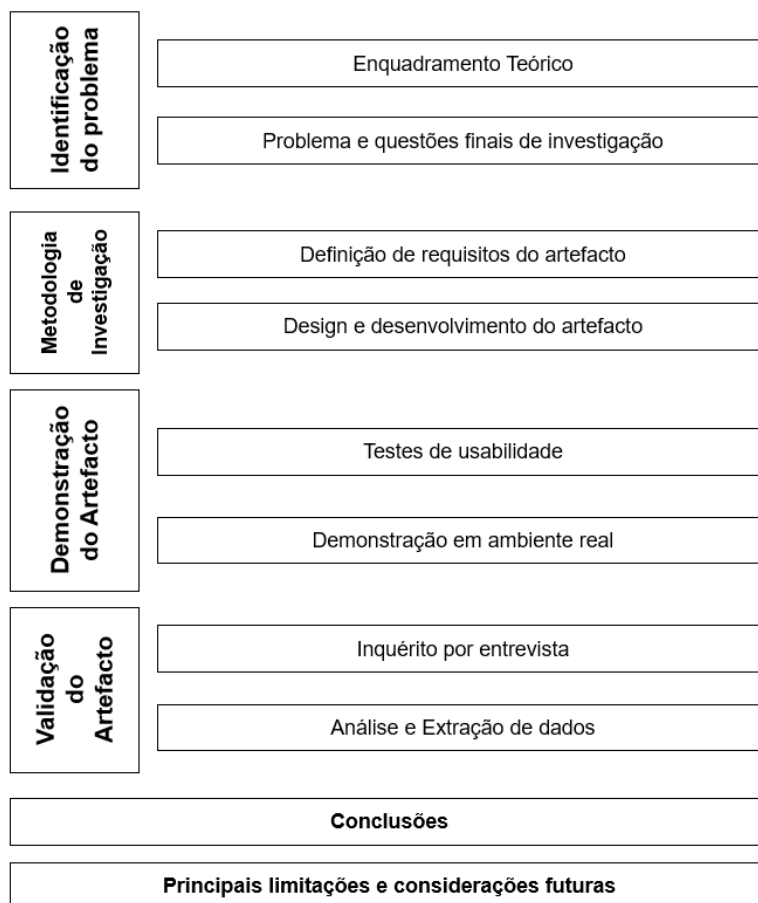 Identificação
do problema
Enquadramento Teórico
Problema e questões finais de investigação
Metodologia
de
Investigação
Definição de requisitos do artefacto
Design e desenvolvimento do artefacto
Demonstração
do Artefacto
Testes de usabilidade
Demonstração em ambiente real
Validação
do
Artefacto
Inquérito por entrevista
Análise e Extração de dados
Conclusões
Principais limitações e considerações futuras